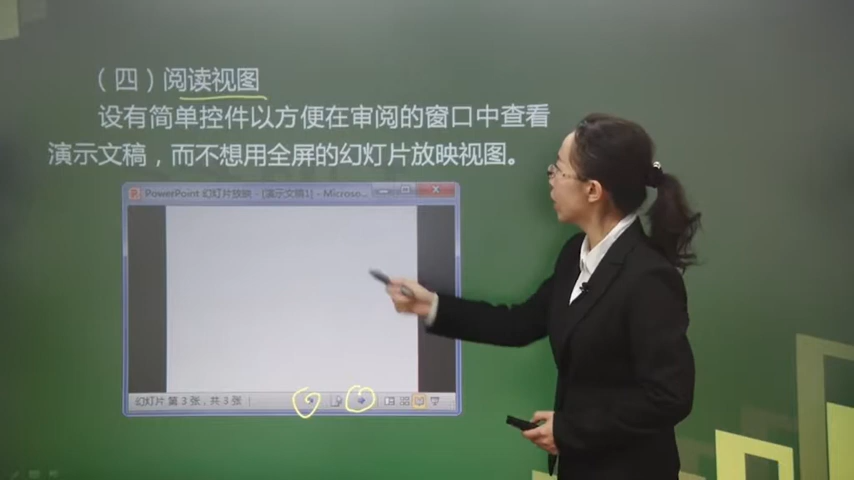 （四）阅读视图
设有简单控件以方便在审阅的窗口中查看
演示文稿，而不想用全屏的幻灯片放映视图。
PowerPoint 幻灯片放映 - [演示文稿1] - Microso...
幻灯片 第 3 张，共 3 张